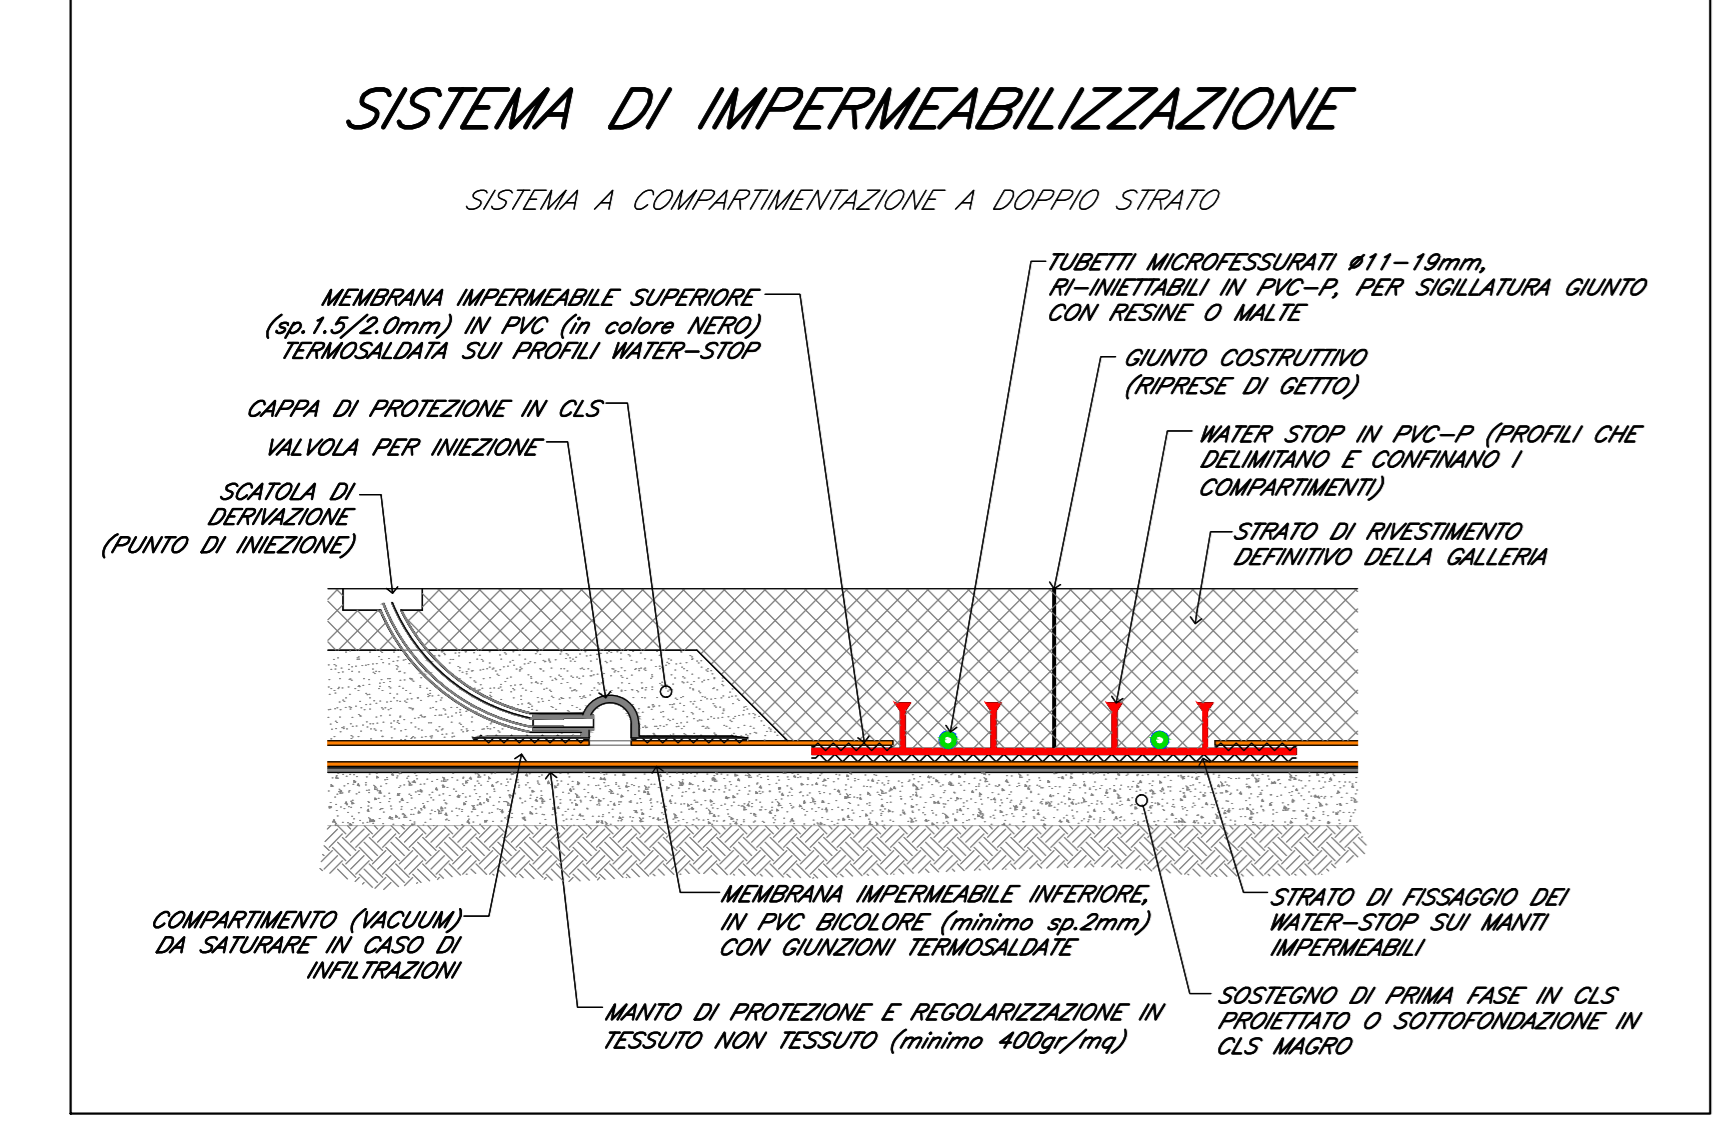 SISTEMA DI IMPERMEABILIZZAZIONE
SISTEMA A COMPARTIMENTAZIONE A DOPPIO STRATO
TUBETTI MICROFESSURATI ø11-19mm,
RI-INIETTABILI IN PVC-P, PER SIGILLATURA GIUNTO
CON RESINE O MALTE
MEMBRANA IMPERMEABILE SUPERIORE
(sp.1.5/2.0mm) IN PVC (in colore NERO)
TERMOSALDATA SUI PROFILI WATER-STOP
GIUNTO COSTRUTTIVO
(RIPRESE DI GETTO)
CAPPA DI PROTEZIONE IN CLS
VALVOLA PER INIEZIONE
WATER STOP IN PVC-P (PROFILI CHE
DELIMITANO E CONFINANO I
COMPARTIMENTI)
SCATOLA DI
DERIVAZIONE
(PUNTO DI INIEZIONE)
STRATO DI RIVESTIMENTO
DEFINITIVO DELLA GALLERIA
COMPARTIMENTO (VACUUM)
DA SATURARE IN CASO DI
INFILTRAZIONI
MEMBRANA IMPERMEABILE INFERIORE,
IN PVC BICOLORE (minimo sp.2mm)
CON GIUNZIONI TERMOSALDATE
STRATO DI FISSAGGIO DEI
WATER-STOP SUI MANTI
IMPERMEABILI
MANTO DI PROTEZIONE E REGOLARIZZAZIONE IN
TESSUTO NON TESSUTO (minimo 400gr/mq)
SOSTEGNO DI PRIMA FASE IN CLS
PROIETTATO O SOTTOFONDAZIONE IN
CLS MAGRO